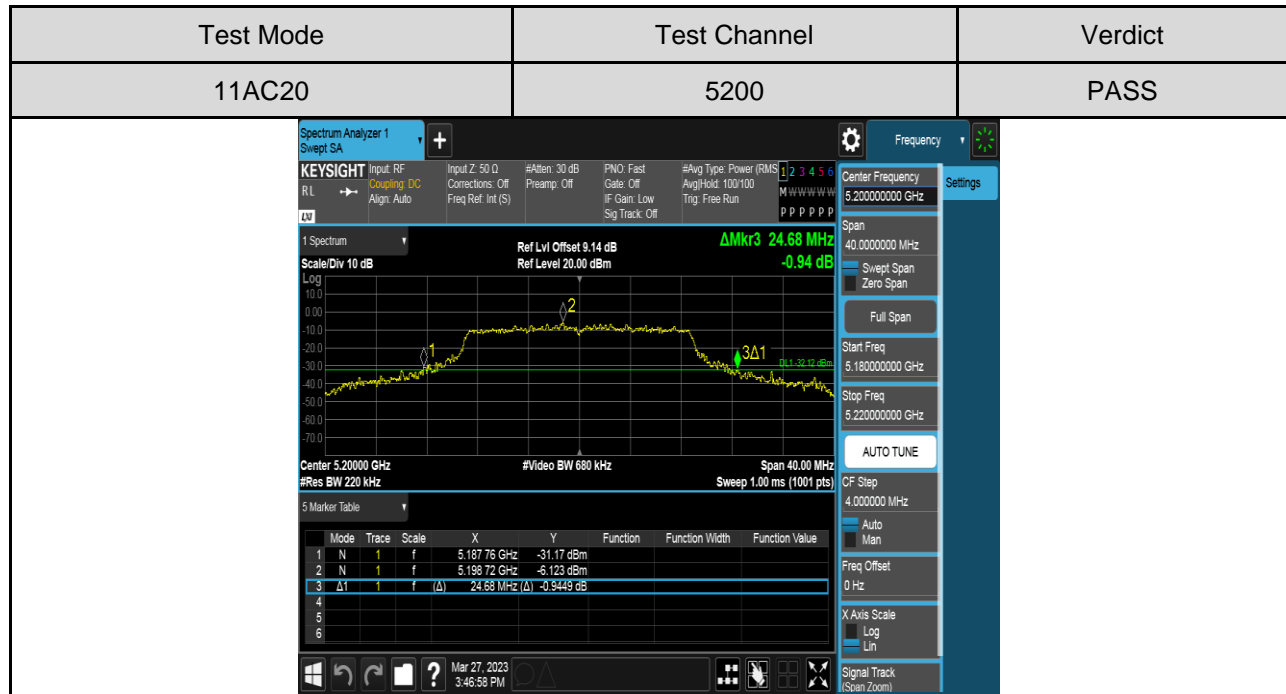 Test Mode Test Channel Verdict
11AC20 5200 PASS
Spectrum Analyzer 1
Swept SA
+
Frequency
KEYSIGHT Input: RF Input Z: 50 Ω #Atten: 30 dB PNO: Fast #Avg Type: Power (RMS 1 2 3 4 5 6
RL Coupling: DC Corrections: Off Preamp: Off Gate: Off Avg|Hold: 100/100 M W W W W W
Align: Auto Freq Ref: Int (S) IF Gain: Low Trig: Free Run
LXI Sig Track: Off P P P P P P
Center Frequency
5.200000000 GHz
Settings
Span
40.0000000 MHz
Swept Span
Zero Span
Full Span
Start Freq
5.180000000 GHz
Stop Freq
5.220000000 GHz
AUTO TUNE
CF Step
4.000000 MHz
Auto
Man
Freq Offset
0 Hz
X Axis Scale
Log
Lin
Signal Track
(Span Zoom)
1 Spectrum Ref Lvl Offset 9.14 dB ΔMkr3 24.68 MHz
Scale/Div 10 dB Ref Level 20.00 dBm -0.94 dB
Log
10.0
0.00
-10.0
-20.0
-30.0
-40.0
-50.0
-60.0
-70.0
2
1
3Δ1
DL1 -32.12 dBm
Center 5.20000 GHz #Video BW 680 kHz Span 40.00 MHz
#Res BW 220 kHz Sweep 1.00 ms (1001 pts)
5 Marker Table
Mode Trace Scale X Y Function Function Width Function Value
1 N 1 f 5.187 76 GHz -31.17 dBm
2 N 1 f 5.198 72 GHz -6.123 dBm
3 Δ1 1 f (Δ) 24.68 MHz (Δ) -0.9449 dB
4
5
6
? Mar 27, 2023
3:46:58 PM